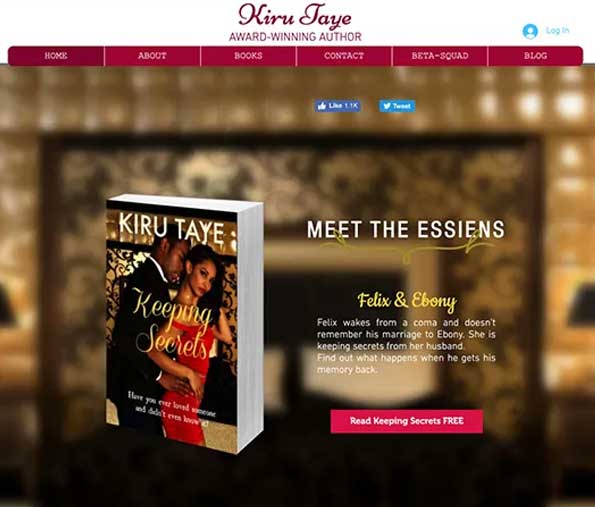 Kiru Taye
AWARD-WINNING AUTHOR
Log In
HOME ABOUT BOOKS CONTACT BETA-SQUAD BLOG
Like 1.1K Tweet
KIRU TAYE
Keeping
Secrets
Have you ever loved someone
and didn't even know it?
MEET THE ESSIENS
Felix & Ebony
Felix wakes from a coma and doesn't
remember his marriage to Ebony. She is
keeping secrets from her husband.
Find out what happens when he gets his
memory back.
Read Keeping Secrets FREE